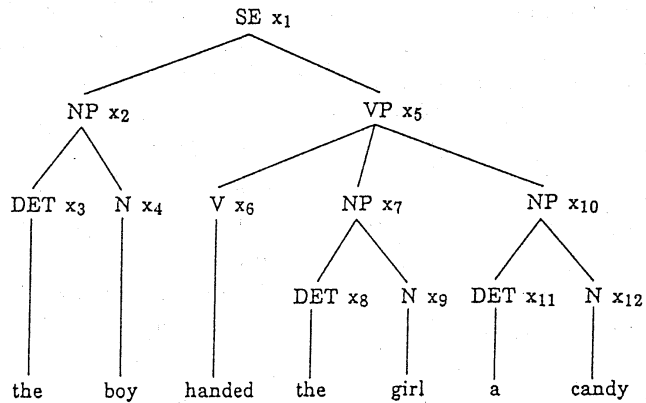 SE x₁
NP x₂ VP x₅
DET x₃ N x₄ V x₆ NP x₇ NP x₁₀
DET x₈ N x₉ DET x₁₁ N x₁₂
the boy handed the girl a candy